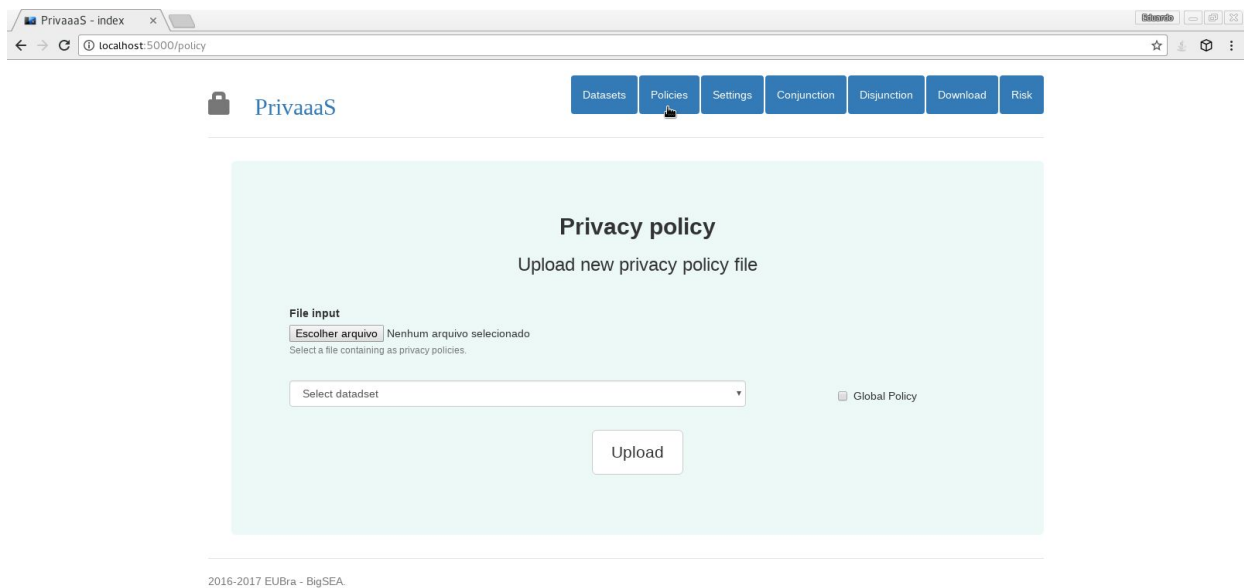 PrivaaaS - index
Eduardo
localhost:5000/policy
PrivaaaS
Datasets
Policies
Settings
Conjunction
Disjunction
Download
Risk
Privacy policy
Upload new privacy policy file
File input
Escolher arquivo Nenhum arquivo selecionado
Select a file containing as privacy policies.
Select datadset
Global Policy
Upload
2016-2017 EUBra - BigSEA.